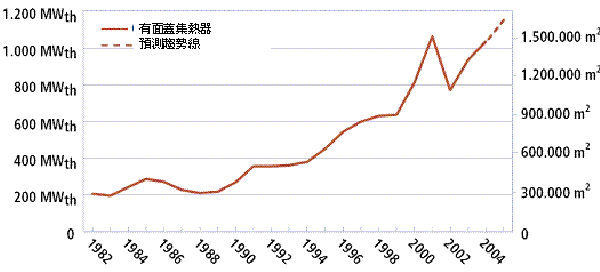 1.200 MWth
1.000 MWth
800 MWth
600 MWth
400 MWth
200 MWth
0
有面蓋集熱器
預測趨勢線
1.500.000 m²
1.200.000 m²
900.000 m²
600.000 m²
300.000 m²
0
1982
1984
1986
1988
1990
1992
1994
1996
1998
2000
2002
2004